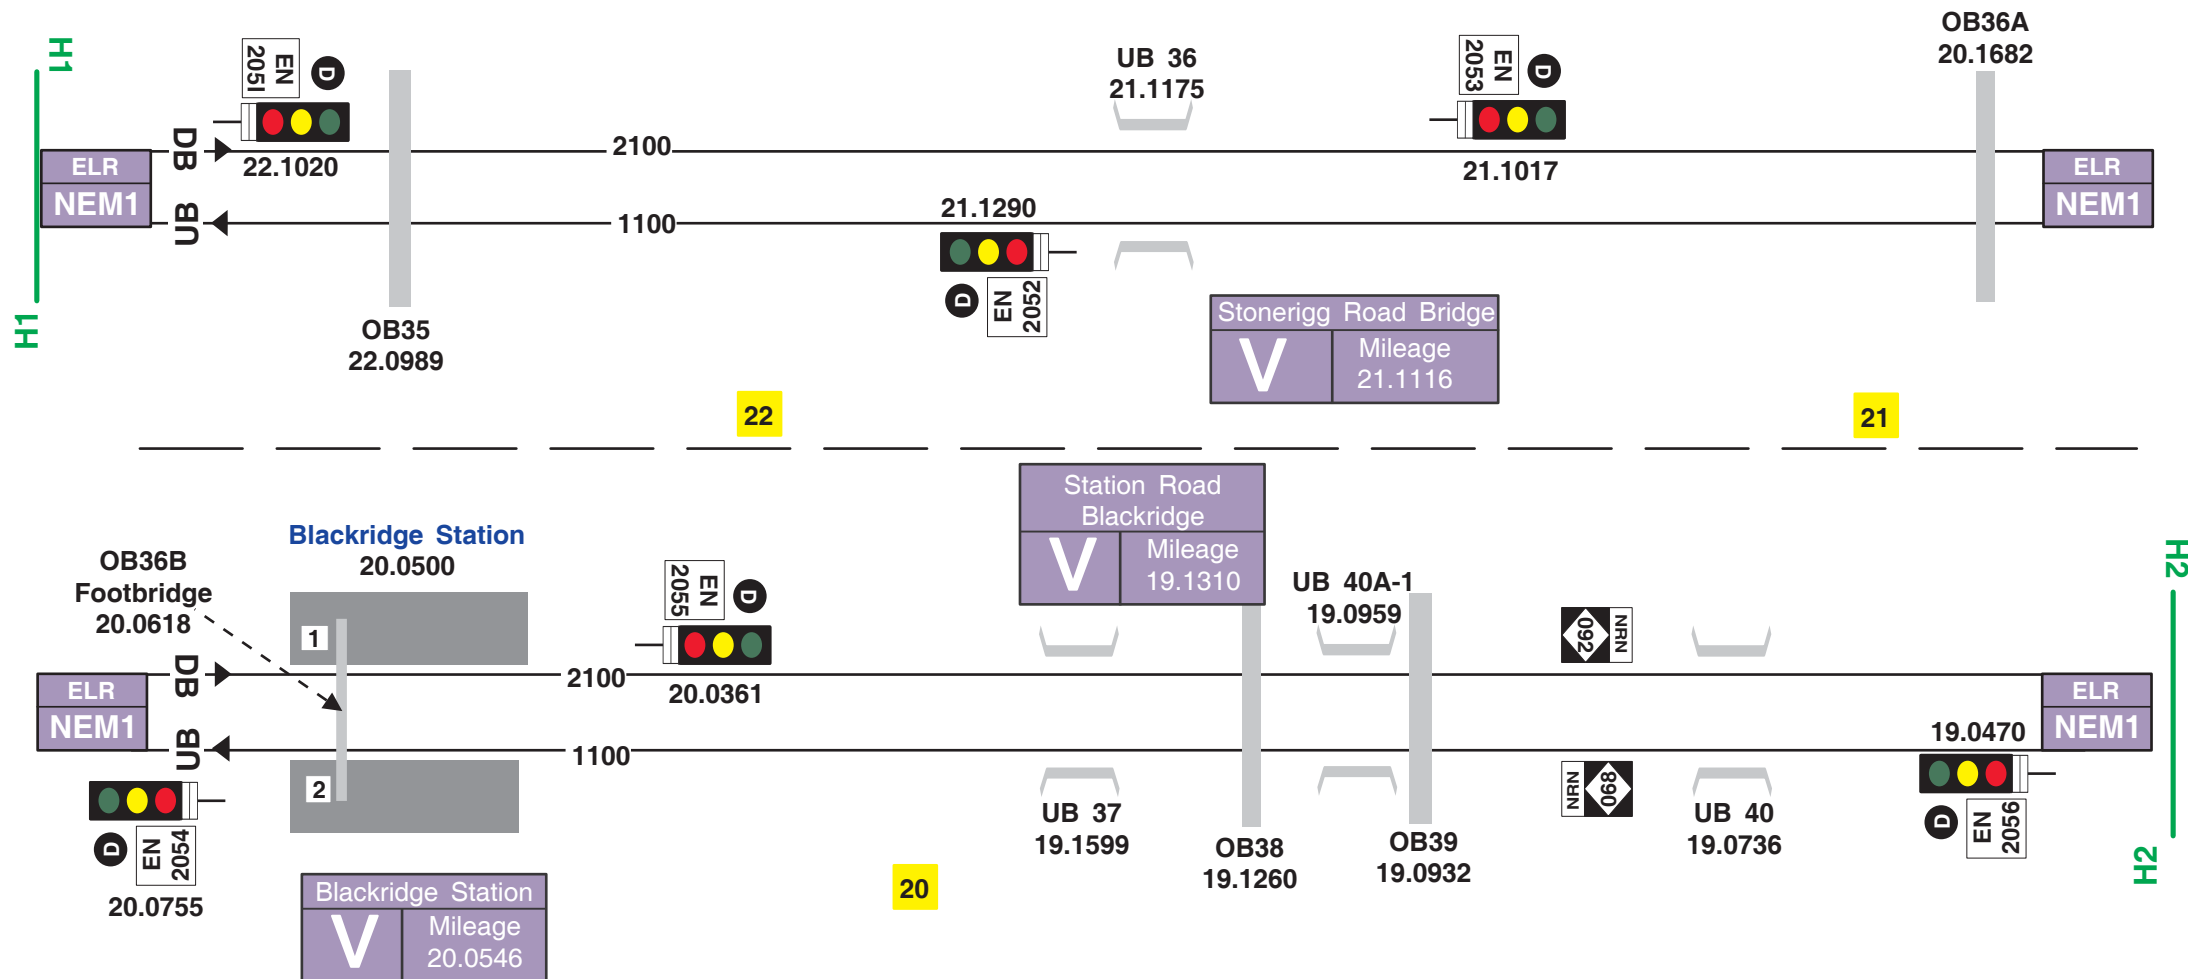 H1
EN
2051
D
22.1020
DB
UB
ELR
NEM1
H1
OB35
22.0989
2100
1100
21.1290
D
EN
2052
UB 36
21.1175
EN
2053
D
21.1017
OB36A
20.1682
ELR
NEM1
Stonerigg Road Bridge
V
Mileage
21.1116
22
21
Blackridge Station
20.0500
OB36B
Footbridge
20.0618
1
2
DB
UB
ELR
NEM1
D
EN
2054
20.0755
Blackridge Station
V
Mileage
20.0546
2100
1100
EN
2055
D
20.0361
20
Station Road
Blackridge
V
Mileage
19.1310
UB 37
19.1599
OB38
19.1260
UB 40A-1
19.0959
OB39
19.0932
092
NRN
NRN
068
UB 40
19.0736
19.0470
D
EN
2056
ELR
NEM1
H2
H2